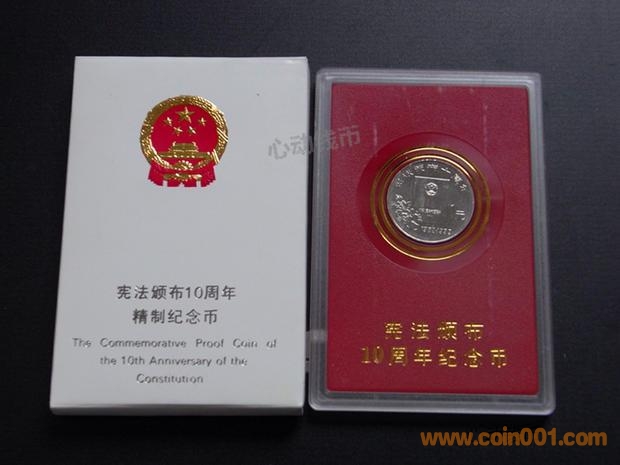 宪法颁布10周年
精制纪念币
The Commemorative Proof Coin of
the 10th Anniversary of the
Constitution
心动钱币
宪法颁布
10周年纪念币
www.coin001.com